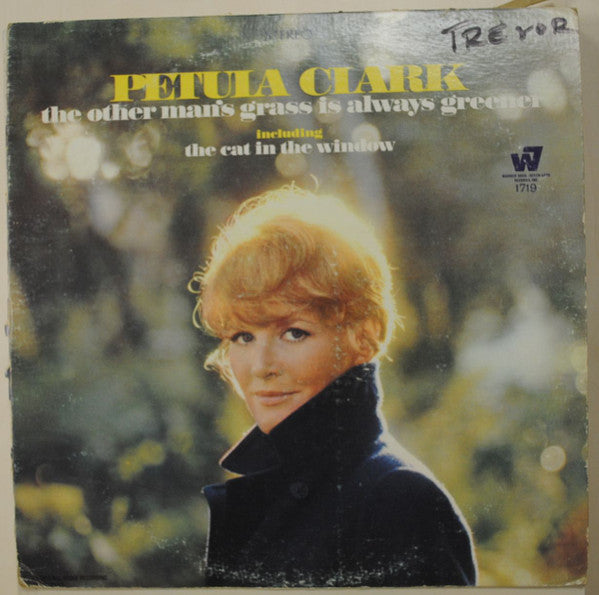 STEREO
TREVOR
PETULA CLARK
the other man's grass is always greener
including
the cat in the window
W7
WARNER BROS.-SEVEN ARTS
RECORDS, INC.
1719